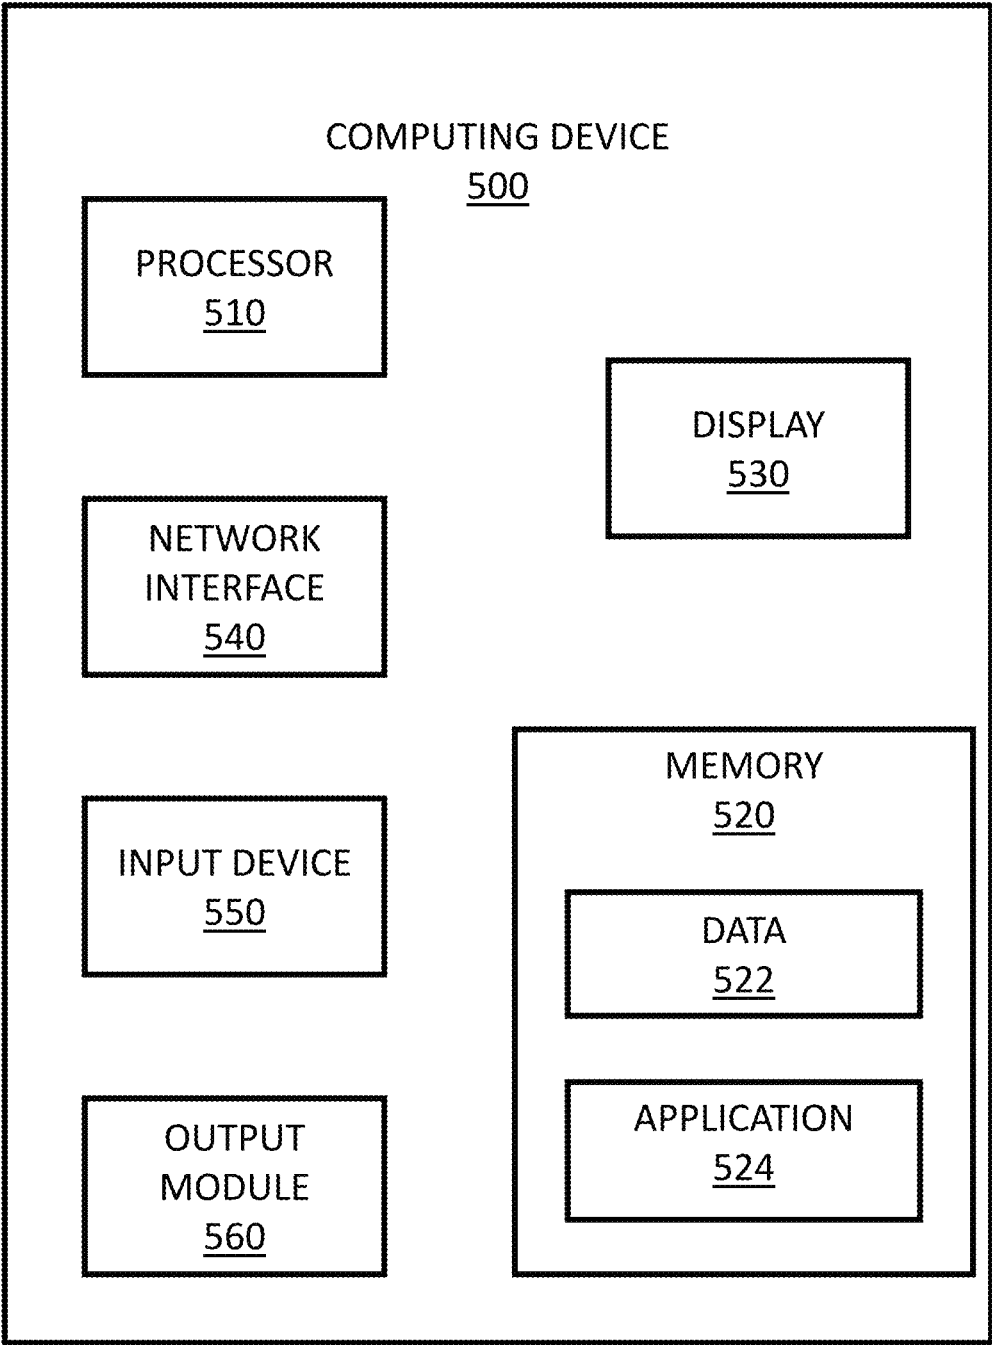 COMPUTING DEVICE
500
PROCESSOR
510
DISPLAY
530
NETWORK
INTERFACE
540
MEMORY
520
INPUT DEVICE
550
DATA
522
APPLICATION
524
OUTPUT
MODULE
560